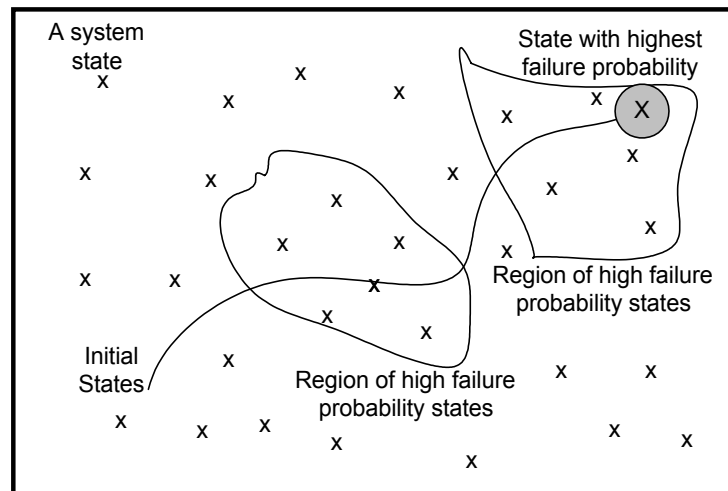 A system
state
State with highest
failure probability
X
Region of high failure
probability states
Initial
States
Region of high failure
probability states